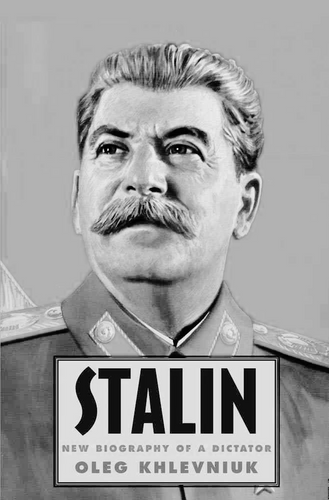 STALIN
NEW BIOGRAPHY OF A DICTATOR
OLEG KHLEVNIUK